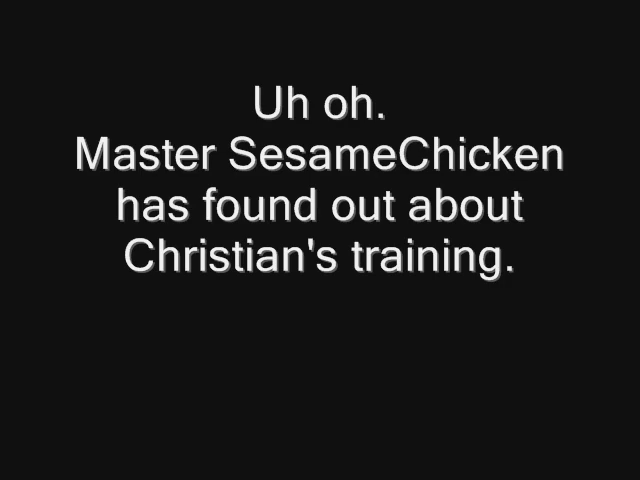 Uh oh.
Master SesameChicken
has found out about
Christian's training.